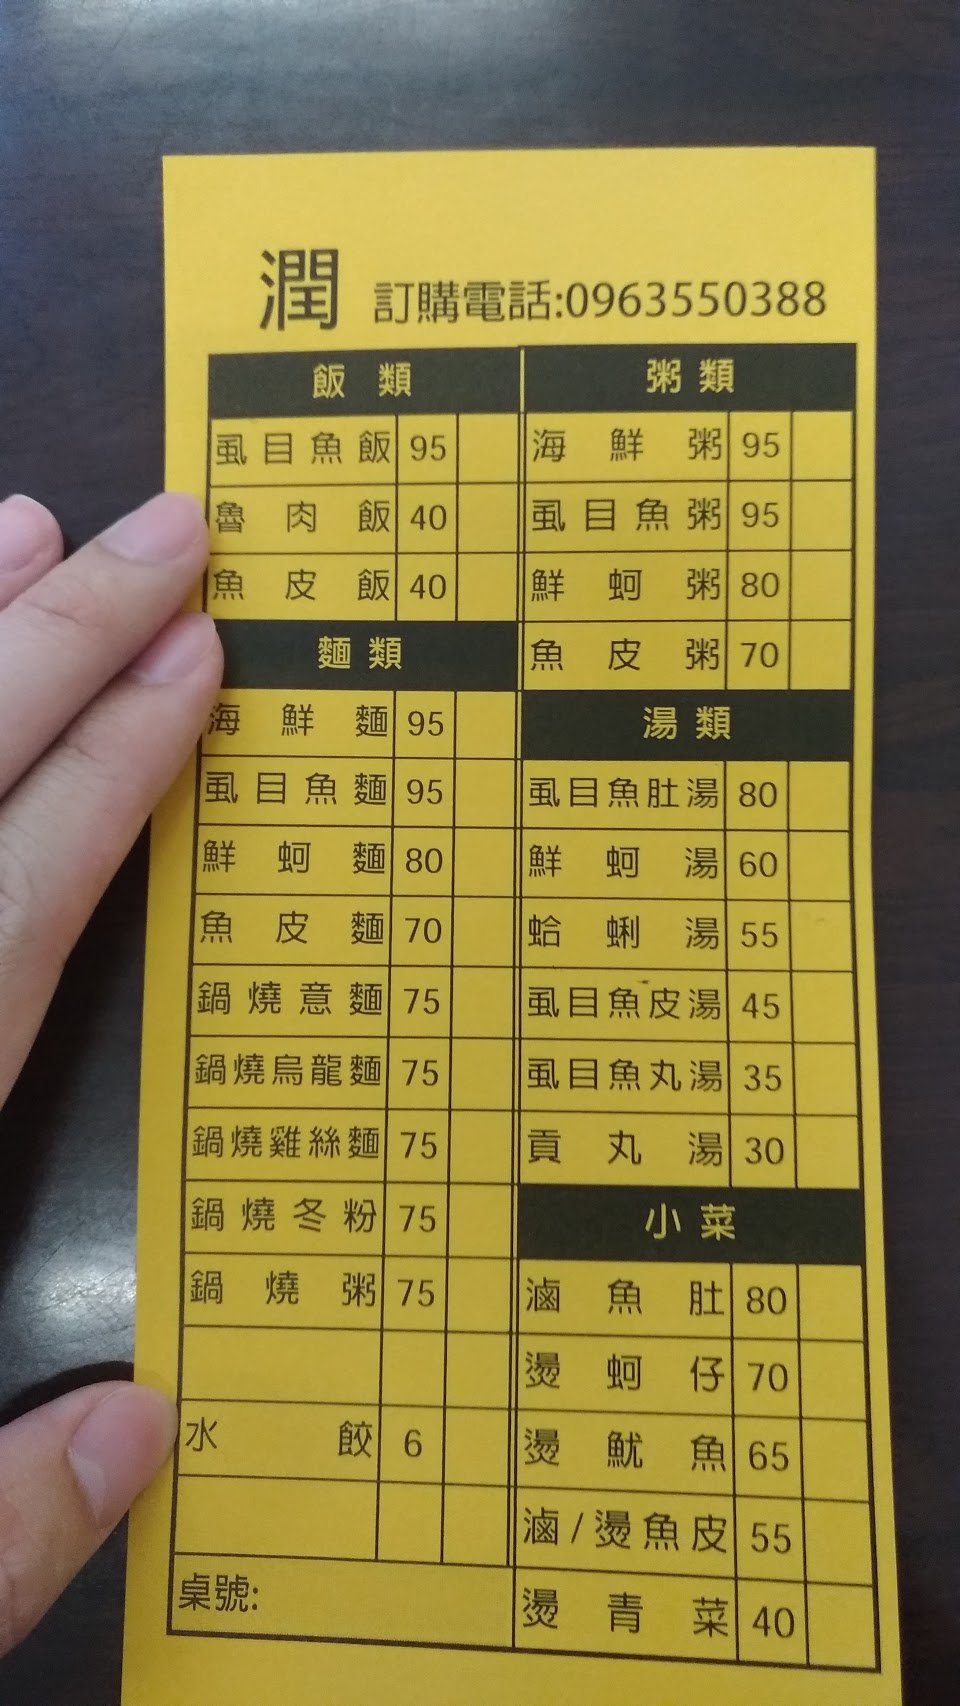 潤 訂購電話:0963550388
飯類
虱目魚飯 95
魯肉飯 40
魚皮飯 40
麵類
海鮮麵 95
虱目魚麵 95
鮮蚵麵 80
魚皮麵 70
鍋燒意麵 75
鍋燒烏龍麵 75
鍋燒雞絲麵 75
鍋燒冬粉 75
鍋燒粥 75
水餃 6
桌號:
粥類
海鮮粥 95
虱目魚粥 95
鮮蚵粥 80
魚皮粥 70
湯類
虱目魚肚湯 80
鮮蚵湯 60
蛤蜊湯 55
虱目魚皮湯 45
虱目魚丸湯 35
貢丸湯 30
小菜
滷魚肚 80
燙蚵仔 70
燙魷魚 65
滷/燙魚皮 55
燙青菜 40